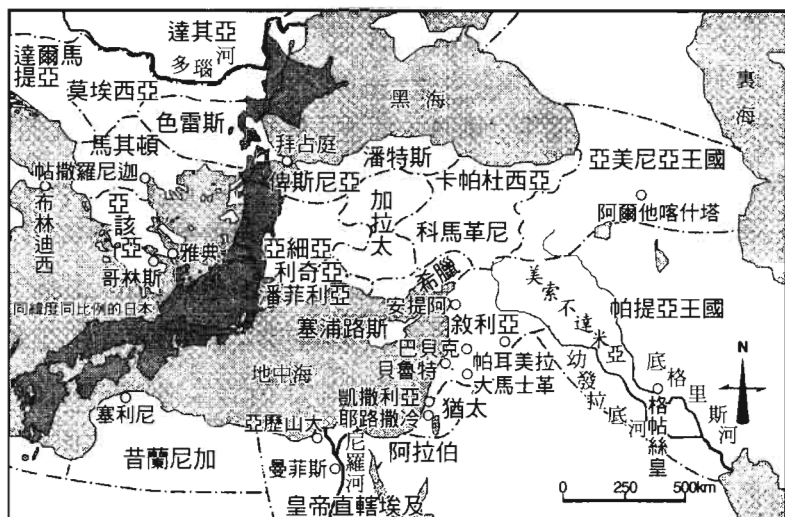 達其亞
多瑙河
達爾馬
提亞
莫埃西亞
色雷斯
馬其頓
黑海
裏海
拜占庭
潘特斯
卡帕杜西亞
亞美尼亞王國
俾斯尼亞
帖撒羅尼迦
布林迪西
加拉太
阿爾他喀什塔
亞該亞
雅典
哥林斯
科馬革尼
亞細亞
利奇亞
番菲利亞
希臘
安提阿
美索不達米亞
帕提亞王國
同緯度同比例的日本
塞浦路斯
敘利亞
巴貝克
貝魯特
帕耳美拉
大馬士革
幼發拉底河
底格里斯河
格帖絲皇
地中海
塞利尼
凱撒利亞
耶路撒冷
猶太
亞歷山大
昔蘭尼加
曼菲斯
尼羅河
阿拉伯
皇帝直轄埃及
N
0 250 500km